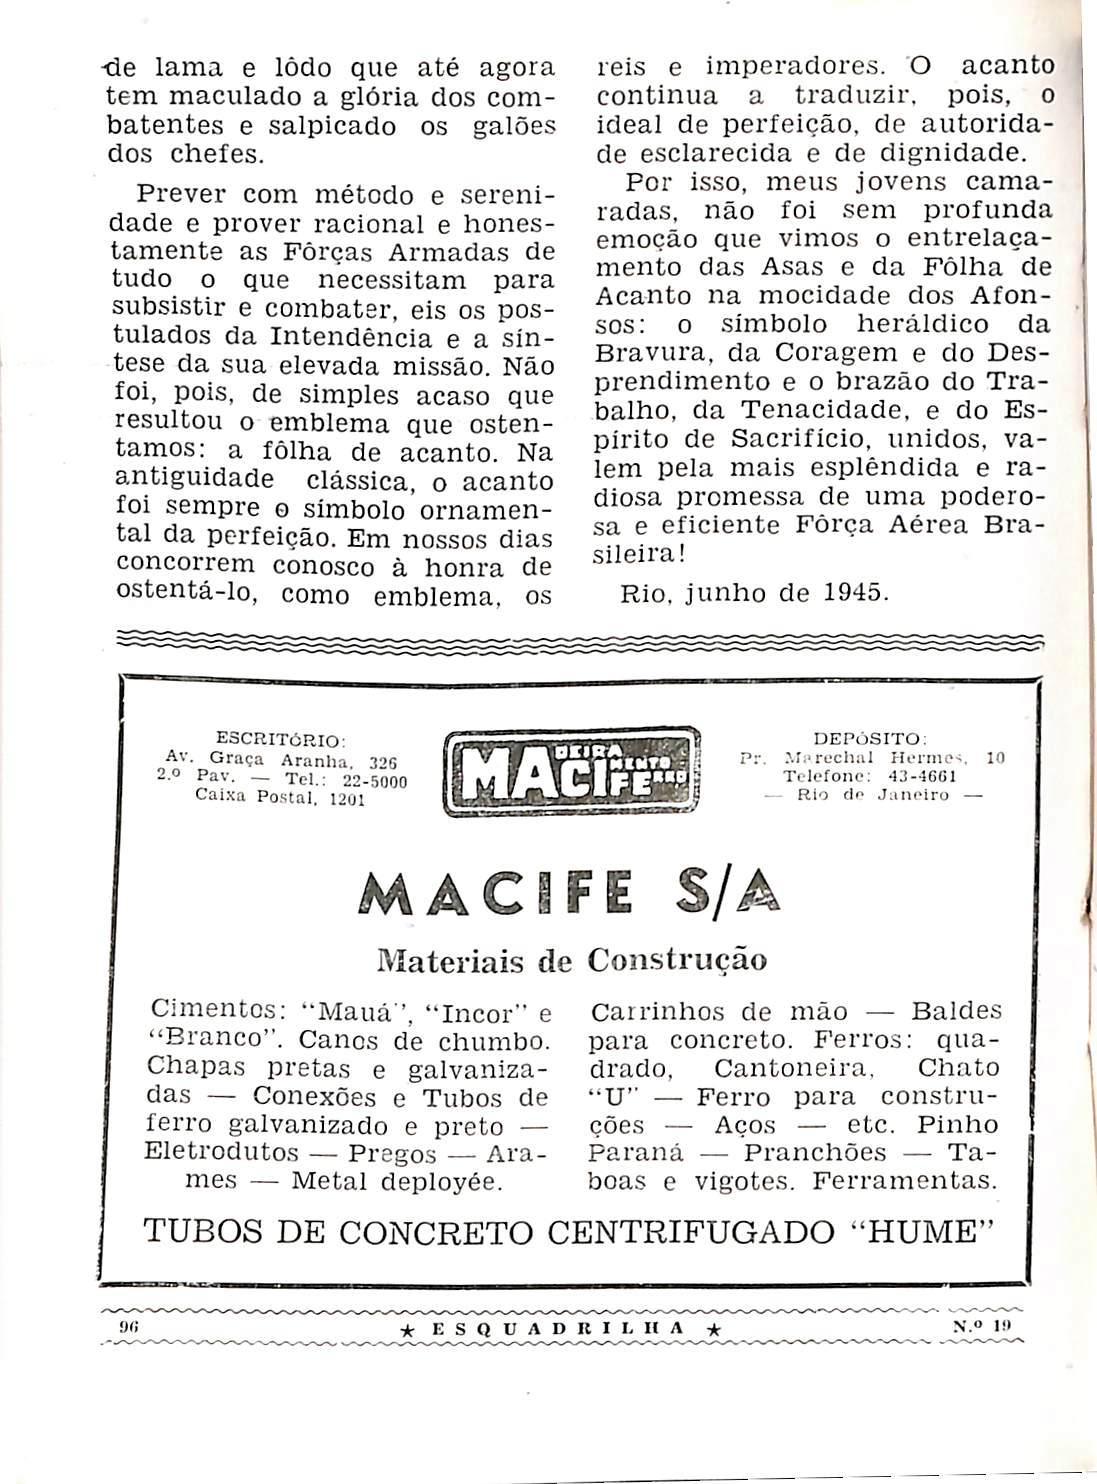 de lama e lôdo que até agora
tem maculado a glória dos com-
batentes e salpicado os galões
dos chefes.
Prever com método e sereni-
dade e prover racional e hones-
tamente as Fôrças Armadas de
tudo o que necessitam para
subsistir e combater, eis os pos-
tulados da Intendência e a sín-
tese da sua elevada missão. Não
foi, pois, de simples acaso que
resultou o emblema que osten-
tamos: a fôlha de acanto. Na
antiguidade clássica, o acanto
foi sempre o símbolo ornamen-
tal da perfeição. Em nossos dias
concorrem conosco à honra de
ostentá-lo, como emblema, os
reis e imperadores. O acanto
continua a traduzir, pois, o
ideal de perfeição, de autorida-
de esclarecida e de dignidade.
Por isso, meus jovens cama-
radas, não foi sem profunda
emoção que vimos o entrelaça-
mento das Asas e da Fôlha de
Acanto na mocidade dos Afon-
sos: o símbolo heráldico da
Bravura, da Coragem e do Des-
prendimento e o brazão do Tra-
balho, da Tenacidade, e do Es-
pírito de Sacrifício, unidos, va-
lem pela mais esplêndida e ra-
diosa promessa de uma podero-
sa e eficiente Fôrça Aérea Bra-
sileira!
Rio, junho de 1945.
ESCRITÓRIO:
Av. Graça Aranha, 326
2.º Pav. — Tel.: 22-5000
Caixa Postal, 1201
MADEIRA
CIMENTO
FERRO
DEPÓSITO:
Pr. Marechal Hermes, 10
Telefone: 43-4661
— Rio de Janeiro —
MACIFE S/A
Materiais de Construção
Cimentos: "Mauá", "Incor" e
"Branco". Canos de chumbo.
Chapas pretas e galvaniza-
das — Conexões e Tubos de
ferro galvanizado e preto —
Eletrodutos — Pregos — Ara-
mes — Metal deployée.
Carrinhos de mão — Baldes
para concreto. Ferros: qua-
drado, Cantoneira, Chato
"U" — Ferro para constru-
ções — Aços — etc. Pinho
Paraná — Pranchões — Ta-
boas e vigotes. Ferramentas.
TUBOS DE CONCRETO CENTRIFUGADO "HUME"
96
★ ESQUADRILHA ★
N.º 19